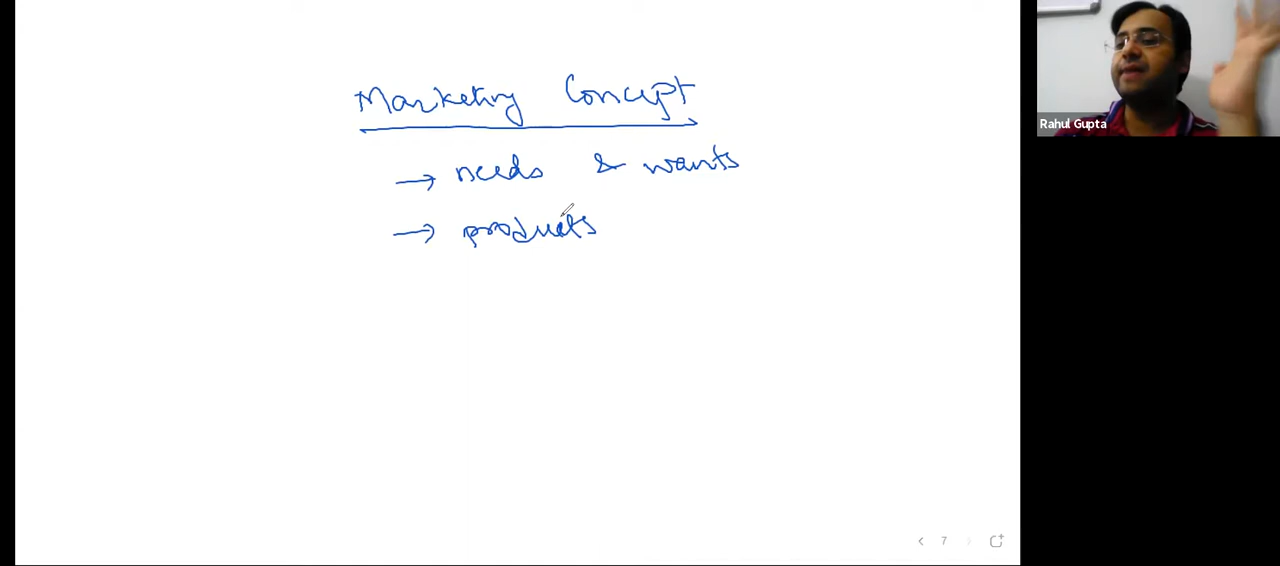 Marketing Concept
→ needs & wants
→ products
Rahul Gupta
< 7 >